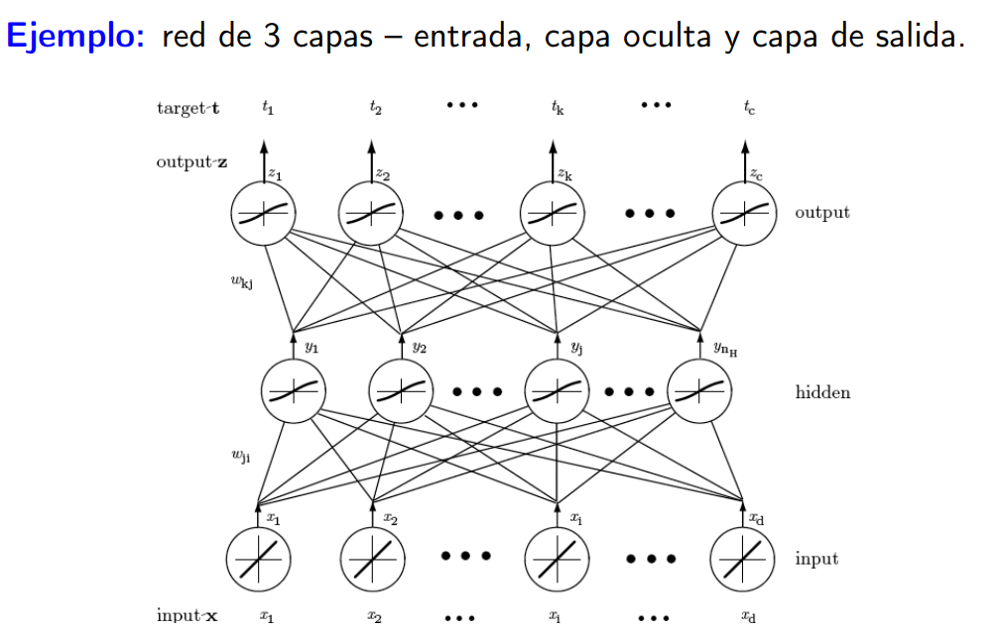 Ejemplo: red de 3 capas – entrada, capa oculta y capa de salida.
target-t t1 t2 ••• tk ••• tc
output-z
z1 z2 zk zc
••• ••• output
wkj
y1 y2 yj ynH
••• ••• hidden
wji
x1 x2 xi xd
••• ••• input
input-x x1 x2 ••• xi ••• xd